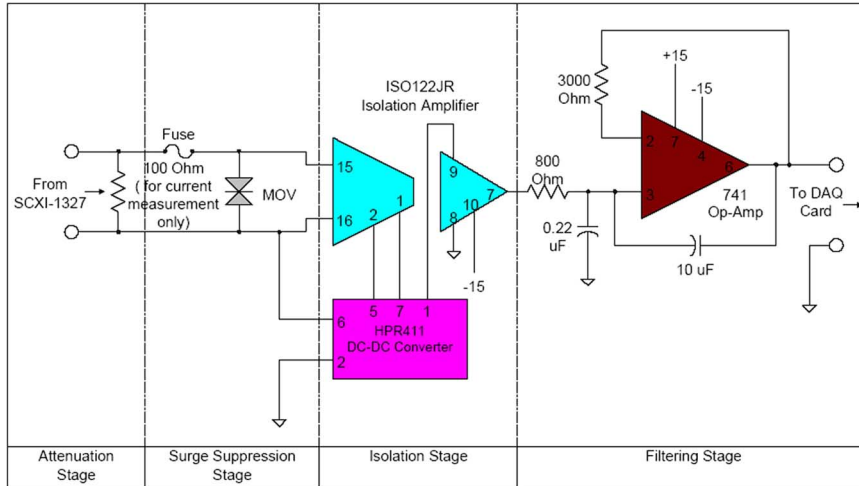 ISO122JR
Isolation Amplifier
Fuse
100 Ohm
( for current
measurement
only)
From
SCXI-1327
MOV
15
16
2
1
9
8
10
7
-15
5
7
1
6
2
HPR411
DC-DC Converter
3000
Ohm
+15
-15
2
7
4
6
3
741
Op-Amp
800
Ohm
0.22
uF
10 uF
To DAQ
Card
Attenuation
Stage
Surge Suppression
Stage
Isolation Stage
Filtering Stage